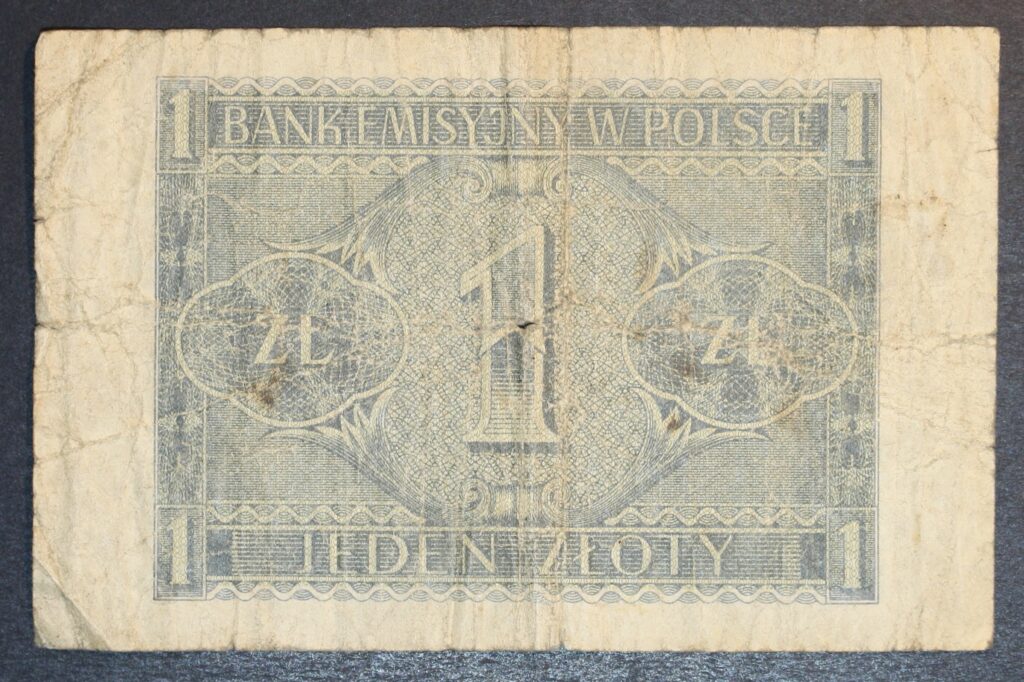 1 BANK EMISYJNY W POLSCE 1
ZŁ 1 ZŁ
1 JEDEN ZŁOTY 1